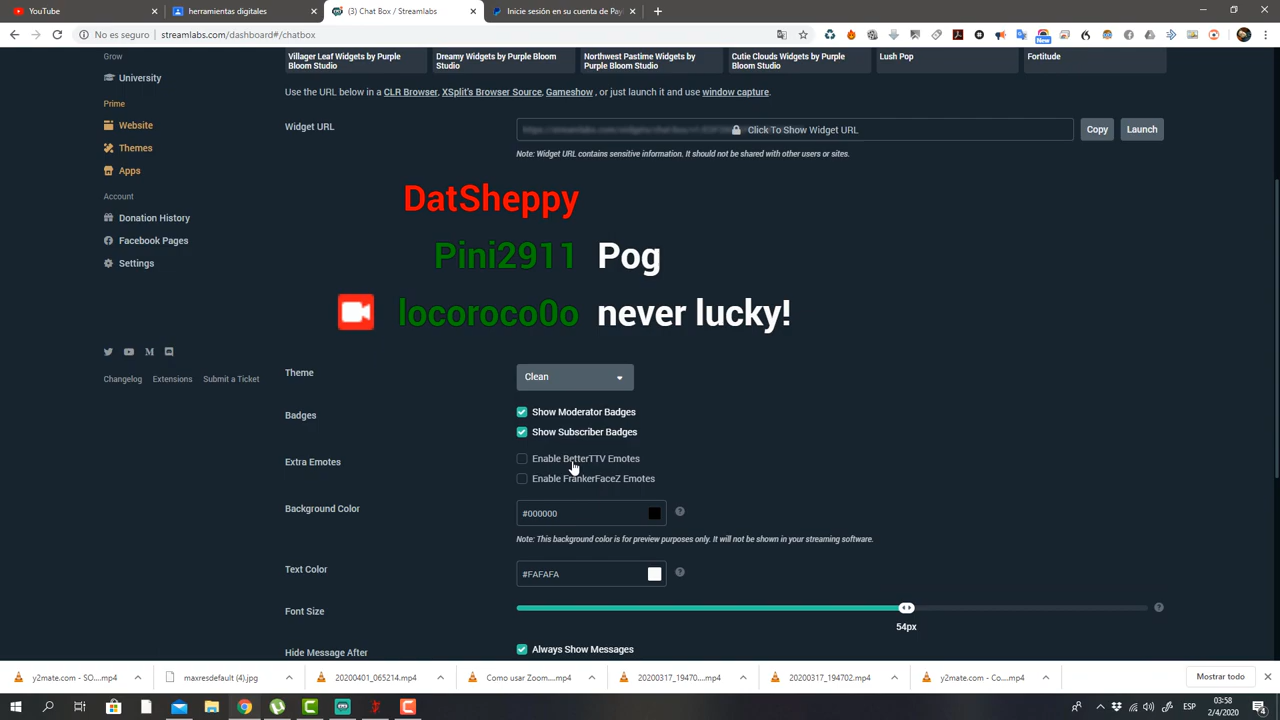 YouTube
herramientas digitales
(3) Chat Box / Streamlabs
Inicie sesión en su cuenta de Pay
No es seguro
streamlabs.com/dashboard#/chatbox
New
Grow
University
Prime
Website
Themes
Apps
Account
Donation History
Facebook Pages
Settings
Changelog Extensions Submit a Ticket
Villager Leaf Widgets by Purple
Bloom Studio
Dreamy Widgets by Purple Bloom
Studio
Northwest Pastime Widgets by
Purple Bloom Studio
Cutie Clouds Widgets by Purple
Bloom Studio
Lush Pop
Fortitude
Use the URL below in a CLR Browser, XSplit's Browser Source, Gameshow , or just launch it and use window capture.
Widget URL
Click To Show Widget URL
Copy
Launch
Note: Widget URL contains sensitive information. It should not be shared with other users or sites.
DatSheppy
Pini2911 Pog
locoroco0o never lucky!
Theme
Clean
Badges
Show Moderator Badges
Show Subscriber Badges
Extra Emotes
Enable BetterTTV Emotes
Enable FrankerFaceZ Emotes
Background Color
#000000
Note: This background color is for preview purposes only. It will not be shown in your streaming software.
Text Color
#FAFAFA
Font Size
54px
Hide Message After
Always Show Messages
y2mate.com - SO....mp4
maxresdefault (4).jpg
20200401_065214.mp4
Como usar Zoom....mp4
20200317_19470....mp4
20200317_194702.mp4
y2mate.com - Co....mp4
Mostrar todo
ESP
03:58
2/4/2020
4